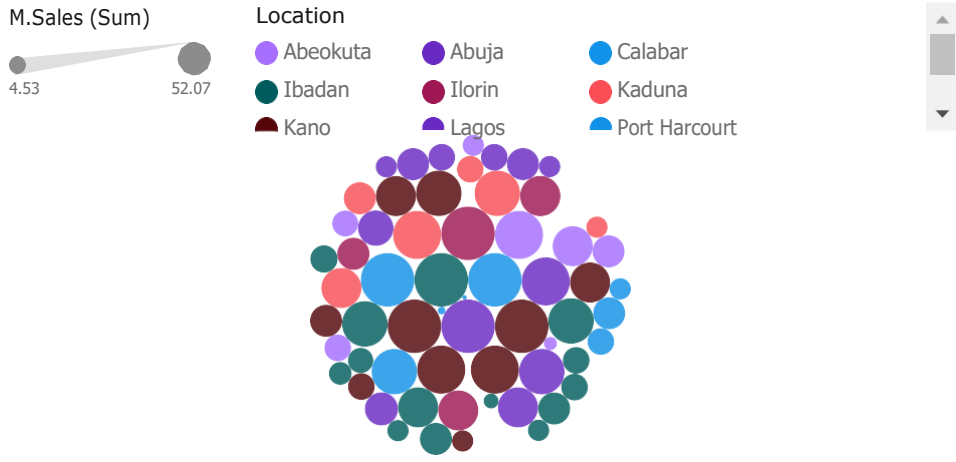 M.Sales (Sum)
4.53 52.07
Location
Abeokuta Abuja Calabar
Ibadan Ilorin Kaduna
Kano Lagos Port Harcourt